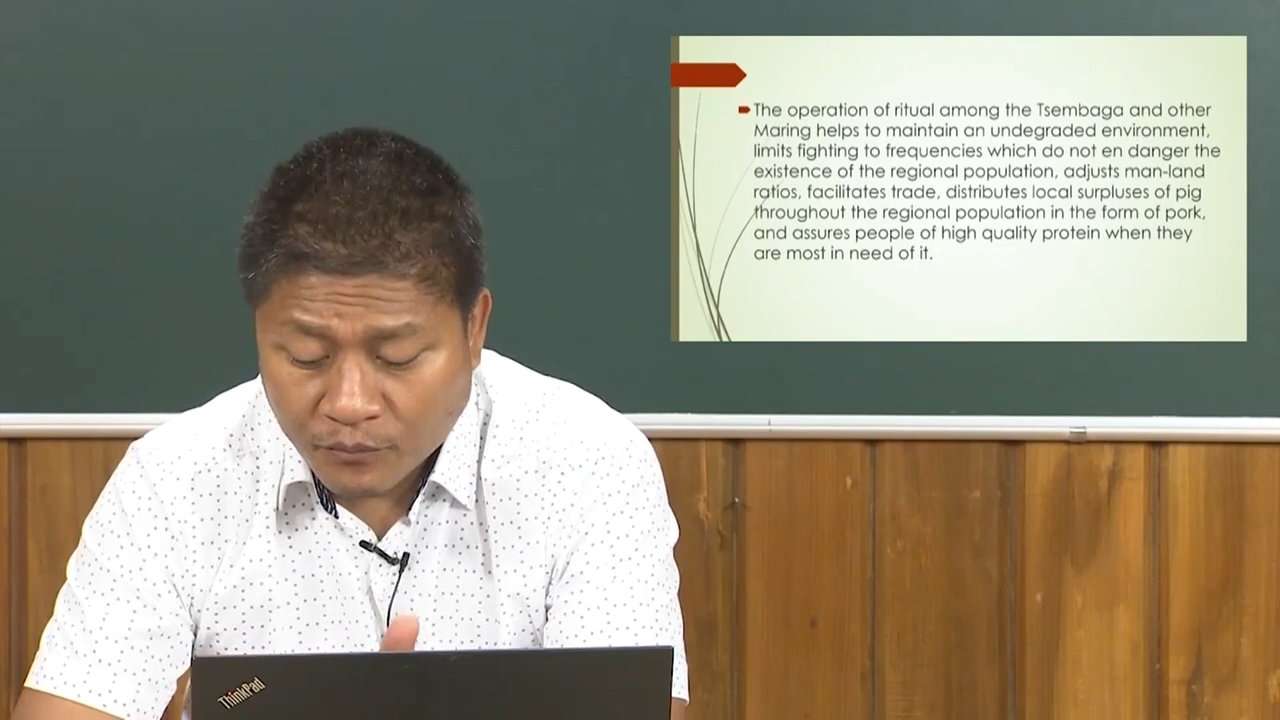 The operation of ritual among the Tsembaga and other
Maring helps to maintain an undegraded environment,
limits fighting to frequencies which do not en danger the
existence of the regional population, adjusts man-land
ratios, facilitates trade, distributes local surpluses of pig
throughout the regional population in the form of pork,
and assures people of high quality protein when they
are most in need of it.
ThinkPad